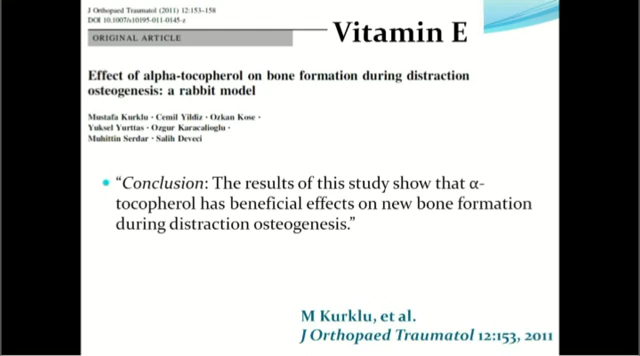 J Orthopaed Traumatol (2011) 12:153–158
DOI 10.1007/s10195-011-0145-z
ORIGINAL ARTICLE
Vitamin E
Effect of alpha-tocopherol on bone formation during distraction
osteogenesis: a rabbit model
Mustafa Kurklu · Cemil Yildiz · Ozkan Kose ·
Yuksel Yurttas · Ozgur Karacalioglu ·
Muhittin Serdar · Salih Deveci
• “Conclusion: The results of this study show that α-
tocopherol has beneficial effects on new bone formation
during distraction osteogenesis.”
M Kurklu, et al.
J Orthopaed Traumatol 12:153, 2011